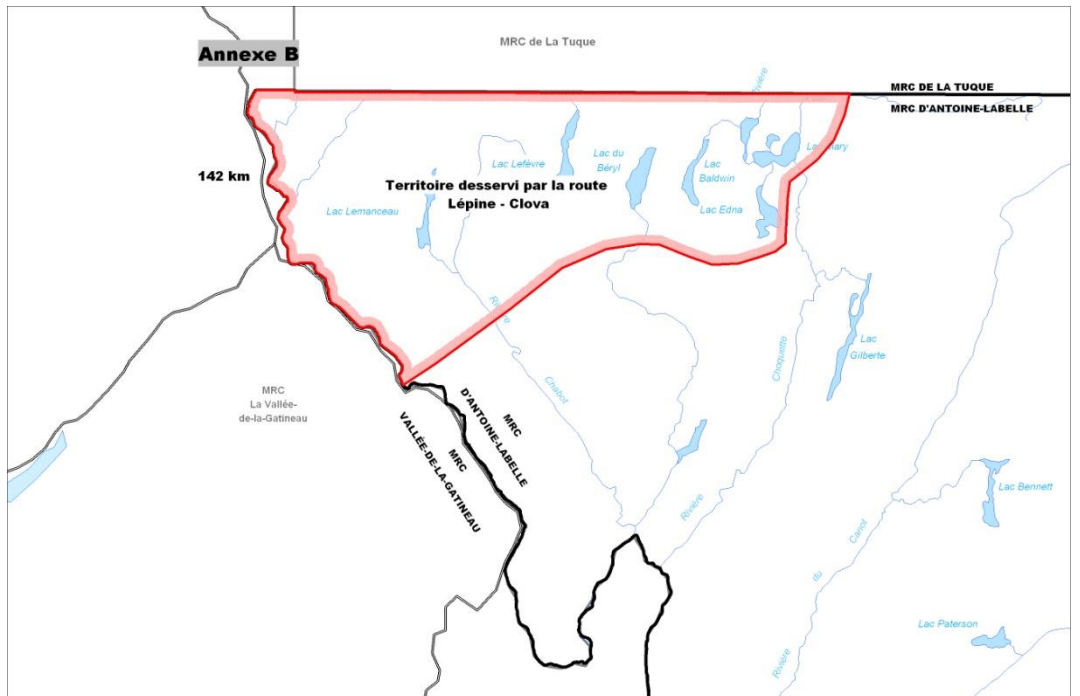 MRC de La Tuque
Annexe B
MRC DE LA TUQUE
MRC D'ANTOINE-LABELLE
Rivière
Lac Mary
Lac Lefèvre
Lac du
Béryl
Lac
Baldwin
142 km
Territoire desservi par la route
Lépine - Clova
Lac Lemanceau
Lac Edna
Rivière
Chabot
Choquette
Rivière
Lac
Gilberte
MRC
La Vallée-
de-la-Gatineau
MRC
D'ANTOINE-LABELLE
MRC
VALLÉE-DE-LA-GATINEAU
Lac Bennett
Canot
du
Rivière
Lac Paterson